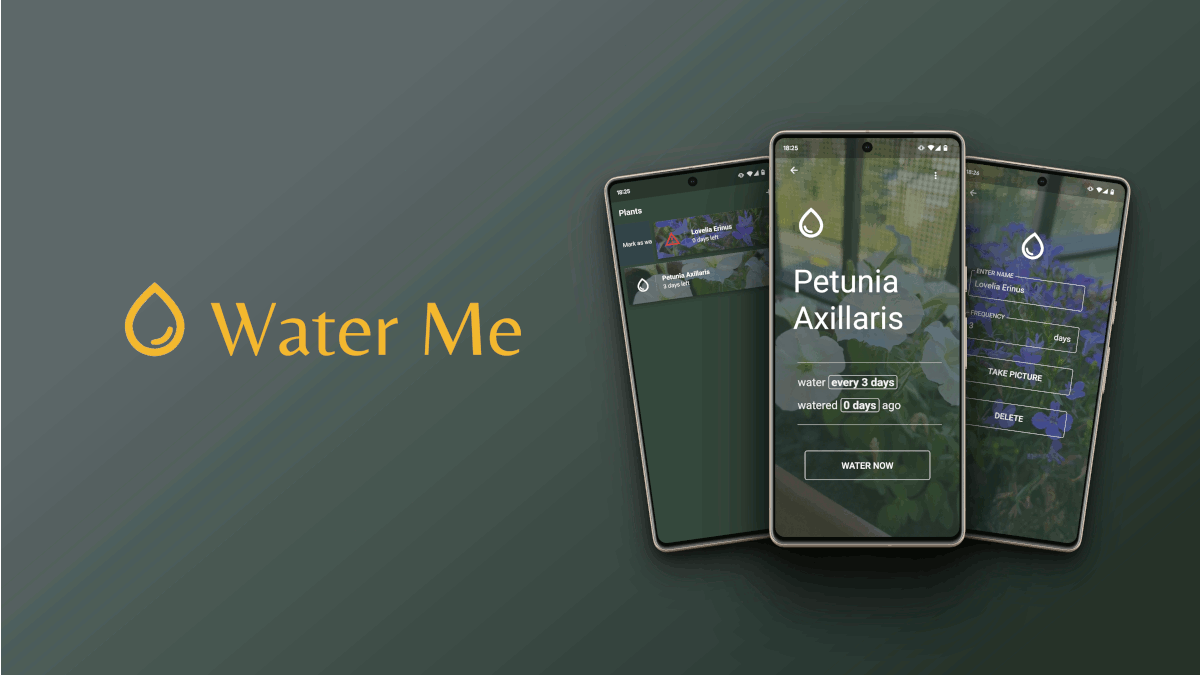 Water Me
18:25
Plants
Mark as wa
Lovelia Erinus
0 days left
Petunia Axillaris
3 days left
18:25
Petunia
Axillaris
water every 3 days
watered 0 days ago
WATER NOW
18:26
ENTER NAME
Lovelia Erinus
FREQUENCY
3
days
TAKE PICTURE
DELETE